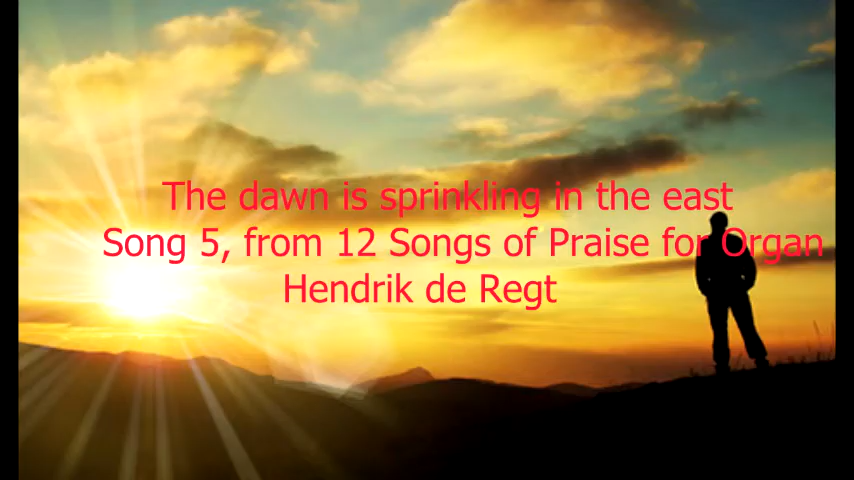 The dawn is sprinkling in the east
Song 5, from 12 Songs of Praise for Organ
Hendrik de Regt